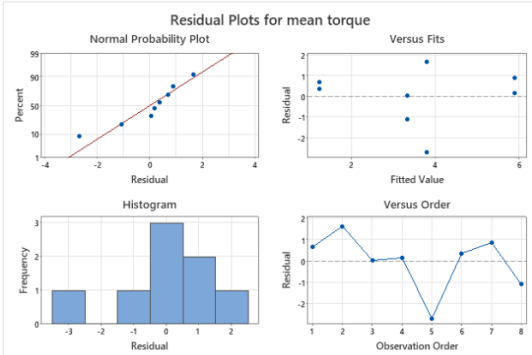 Residual Plots for mean torque
Normal Probability Plot
99
90
50
10
1
Percent
-4 -2 0 2 4
Residual
Versus Fits
2
1
0
-1
-2
Residual
2 4 6
Fitted Value
Histogram
3
2
1
0
Frequency
-3 -2 -1 0 1 2
Residual
Versus Order
2
1
0
-1
-2
Residual
1 2 3 4 5 6 7 8
Observation Order